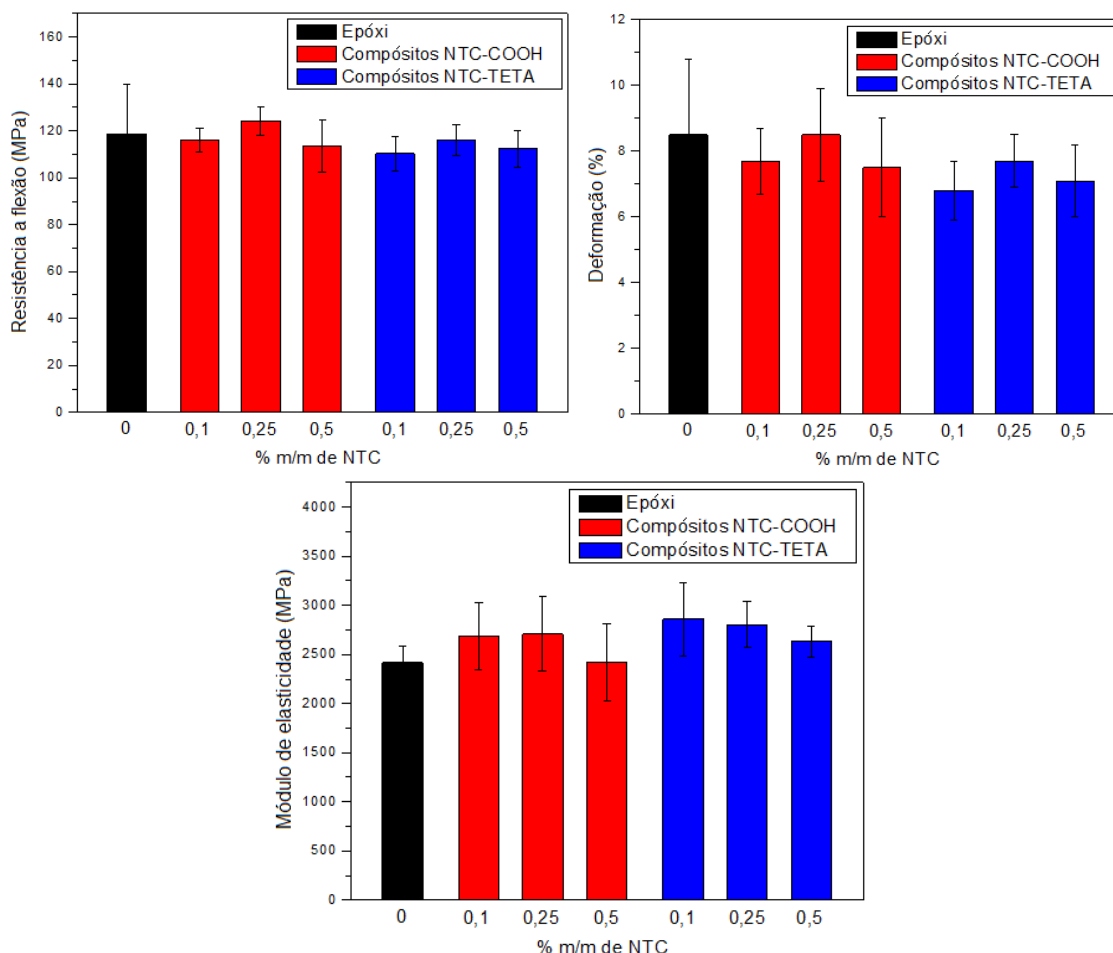 Resistência a flexão (MPa)
160
140
120
100
80
60
40
20
0
Epóxi
Compósitos NTC-COOH
Compósitos NTC-TETA
0 0,1 0,25 0,5 0,1 0,25 0,5
% m/m de NTC
Deformação (%)
12
10
8
6
4
2
0
Epóxi
Compósitos NTC-COOH
Compósitos NTC-TETA
0 0,1 0,25 0,5 0,1 0,25 0,5
% m/m de NTC
Módulo de elasticidade (MPa)
4000
3500
3000
2500
2000
1500
1000
500
0
Epóxi
Compósitos NTC-COOH
Compósitos NTC-TETA
0 0,1 0,25 0,5 0,1 0,25 0,5
% m/m de NTC